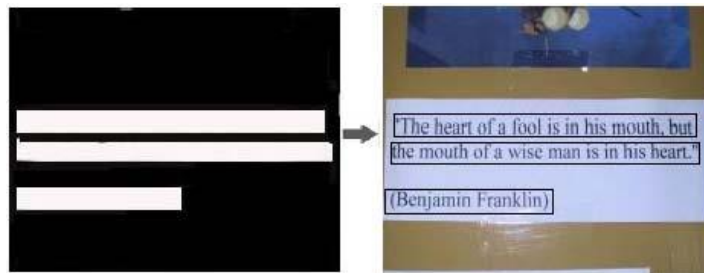 "The heart of a fool is in his mouth, but
the mouth of a wise man is in his heart."
(Benjamin Franklin)